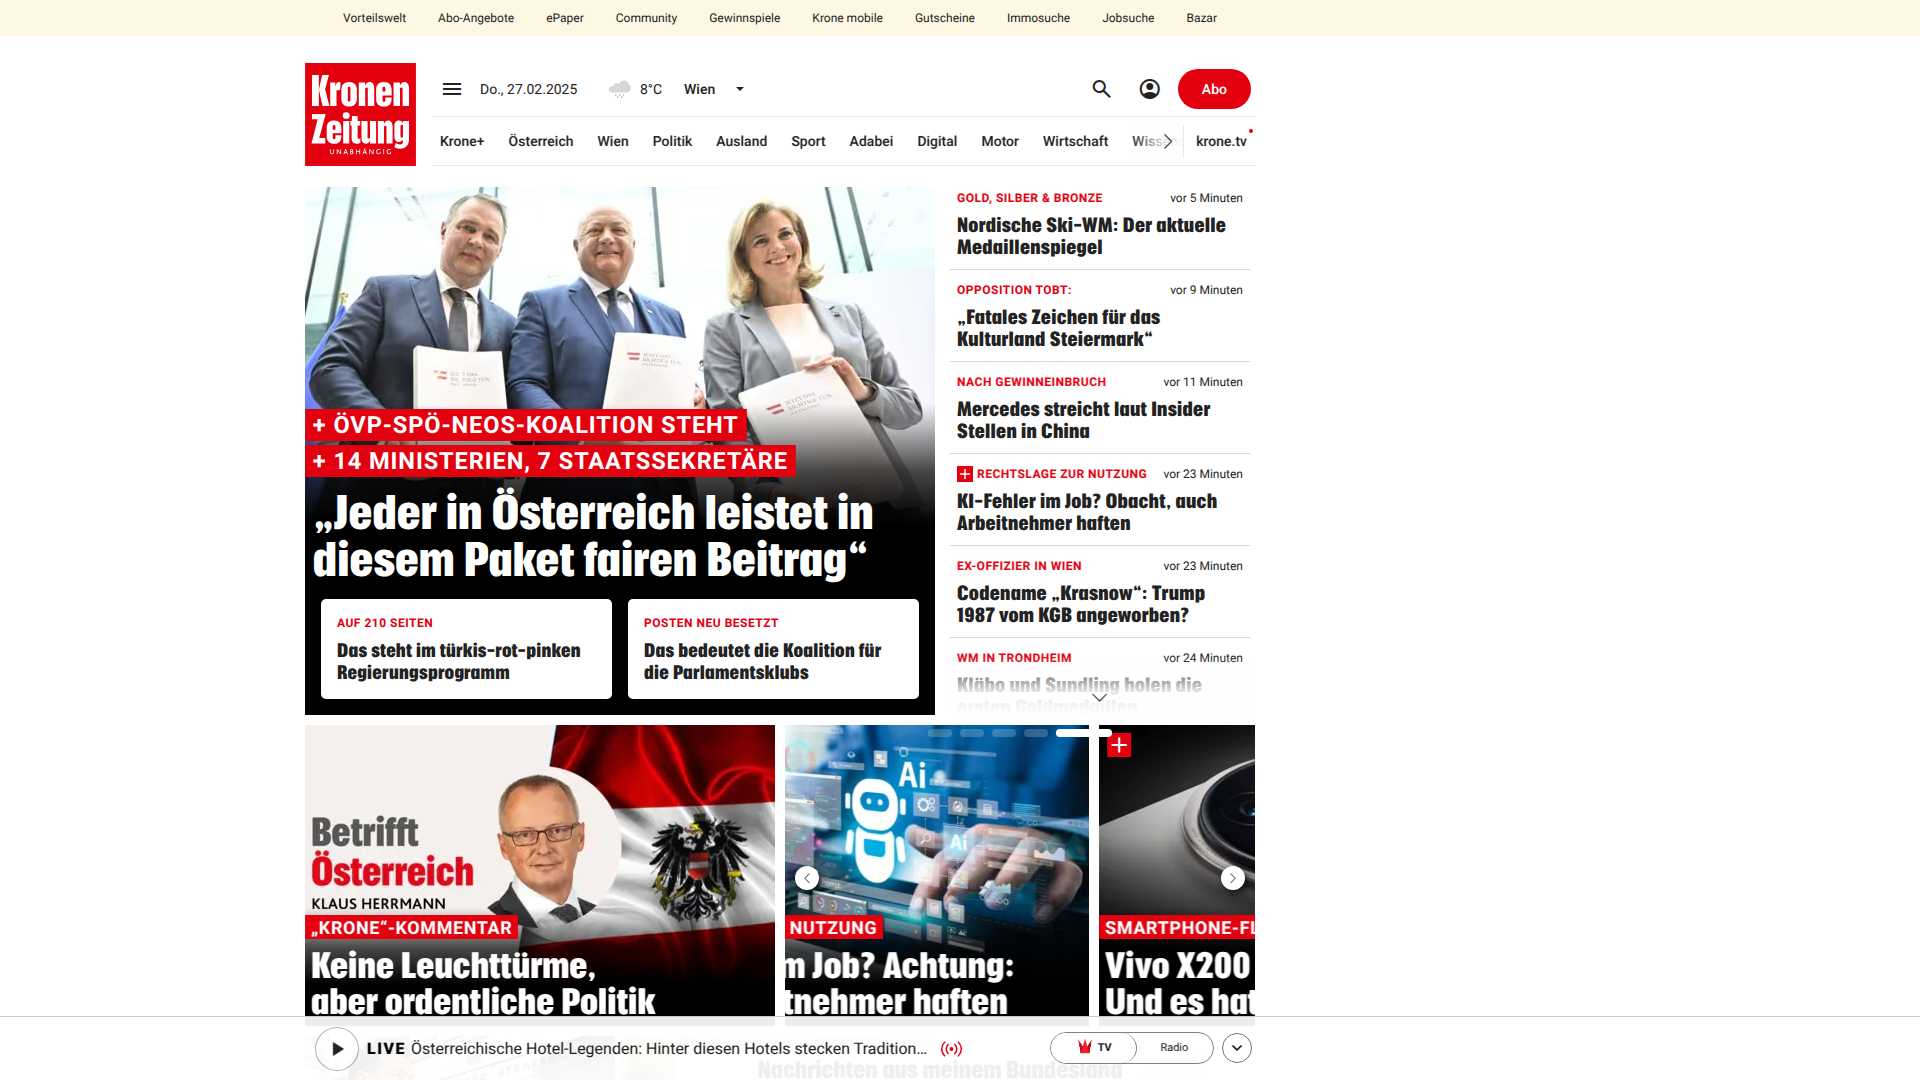 Vorteilswelt Abo-Angebote ePaper Community Gewinnspiele Krone mobile Gutscheine Immosuche Jobsuche Bazar
Kronen
Zeitung
UNABHÄNGIG
Do., 27.02.2025 8°C Wien Abo
Krone+ Österreich Wien Politik Ausland Sport Adabei Digital Motor Wirtschaft Wiss krone.tv
+ ÖVP-SPÖ-NEOS-KOALITION STEHT
+ 14 MINISTERIEN, 7 STAATSSEKRETÄRE
„Jeder in Österreich leistet in
diesem Paket fairen Beitrag“
AUF 210 SEITEN
Das steht im türkis-rot-pinken
Regierungsprogramm
POSTEN NEU BESETZT
Das bedeutet die Koalition für
die Parlamentsklubs
GOLD, SILBER & BRONZE vor 5 Minuten
Nordische Ski-WM: Der aktuelle
Medaillenspiegel
OPPOSITION TOBT: vor 9 Minuten
„Fatales Zeichen für das
Kulturland Steiermark“
NACH GEWINNEINBRUCH vor 11 Minuten
Mercedes streicht laut Insider
Stellen in China
RECHTSLAGE ZUR NUTZUNG vor 23 Minuten
KI-Fehler im Job? Obacht, auch
Arbeitnehmer haften
EX-OFFIZIER IN WIEN vor 23 Minuten
Codename „Krasnow“: Trump
1987 vom KGB angeworben?
WM IN TRONDHEIM vor 24 Minuten
Kläbo und Sundling holen die
ersten Goldmedaillen
Betrifft
Österreich
KLAUS HERRMANN
„KRONE“-KOMMENTAR
Keine Leuchttürme,
aber ordentliche Politik
Ai
Ai
NUTZUNG
m Job? Achtung:
tnehmer haften
SMARTPHONE-FL
Vivo X200
Und es hat
LIVE Österreichische Hotel-Legenden: Hinter diesen Hotels stecken Tradition... TV Radio
Nachrichten aus meinem Bundesland